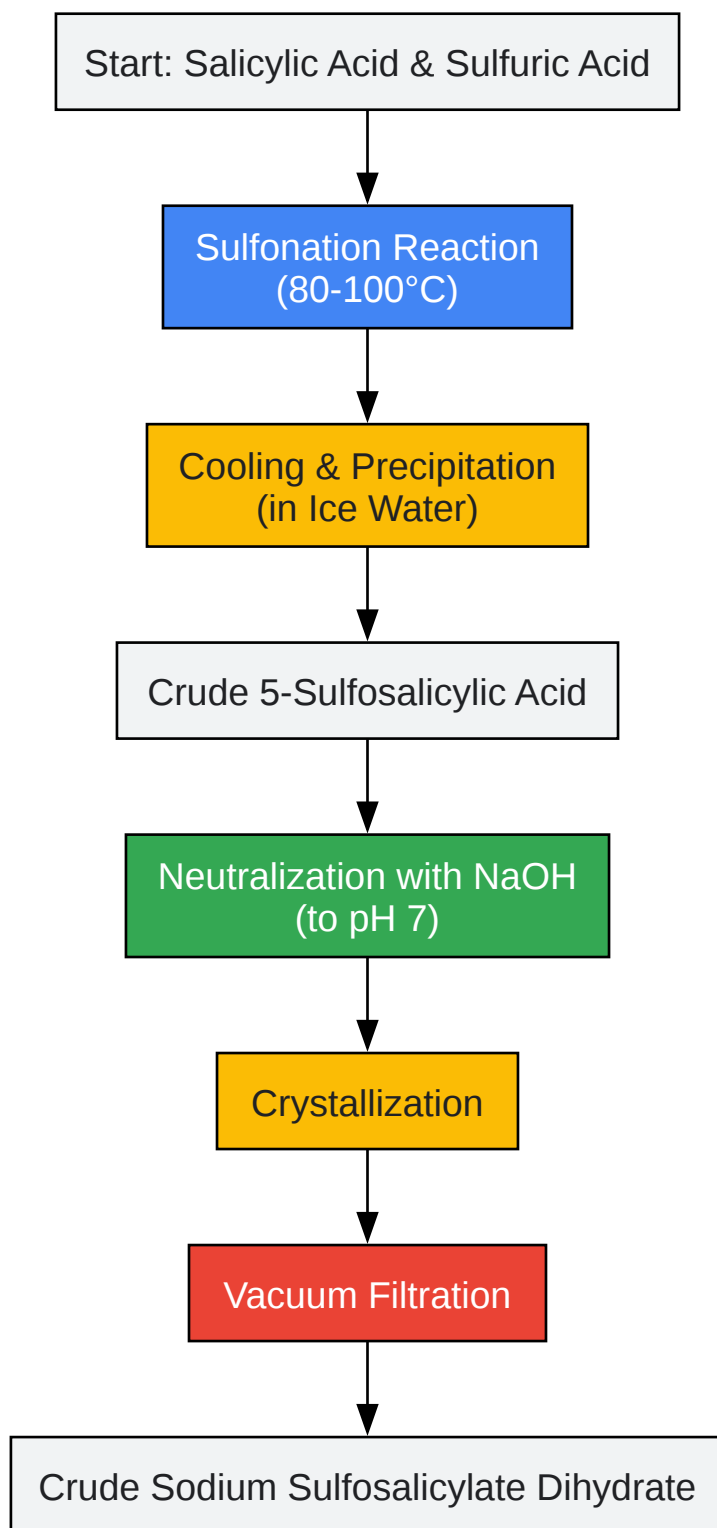 Start: Salicylic Acid & Sulfuric Acid
Sulfonation Reaction
(80-100°C)
Cooling & Precipitation
(in Ice Water)
Crude 5-Sulfosalicylic Acid
Neutralization with NaOH
(to pH 7)
Crystallization
Vacuum Filtration
Crude Sodium Sulfosalicylate Dihydrate